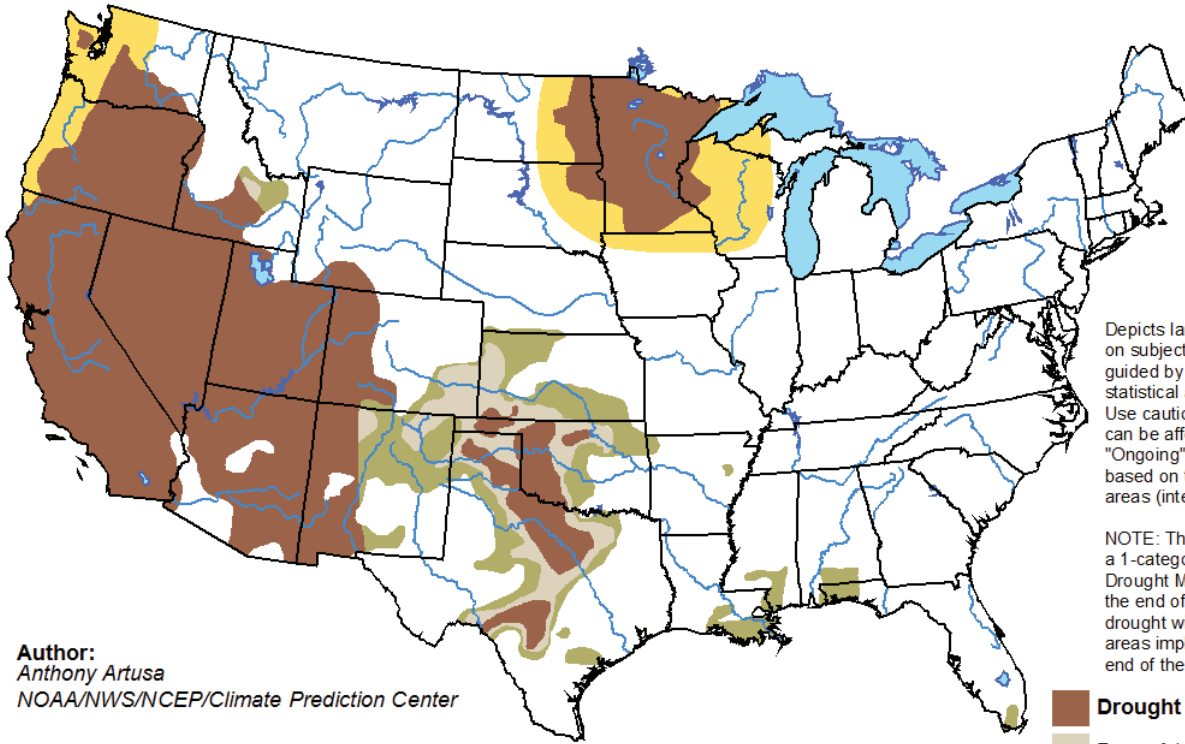 Depicts la
on subject
guided by
statistical
Use cautio
can be affe
"Ongoing"
based on
areas (inte
NOTE: Th
a 1-catego
Drought M
the end of
drought w
areas impl
end of the
Author:
Anthony Artusa
NOAA/NWS/NCEP/Climate Prediction Center
Drought